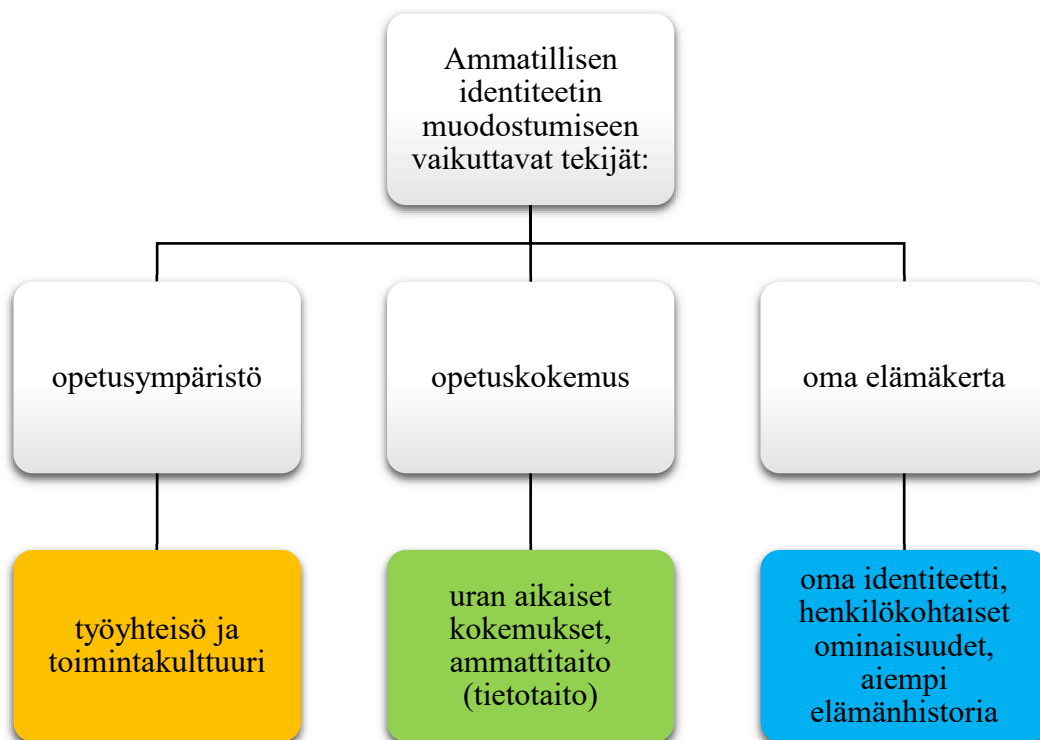 Ammatillisen
identiteetin
muodostumiseen
vaikuttavat tekijät:
opetusympäristö
opetuskokemus
oma elämäkerta
työyhteisö ja
toimintakulttuuri
uran aikaiset
kokemukset,
ammattitaito
(tietotaito)
oma identiteetti,
henkilökohtaiset
ominaisuudet,
aiempi
elämänhistoria